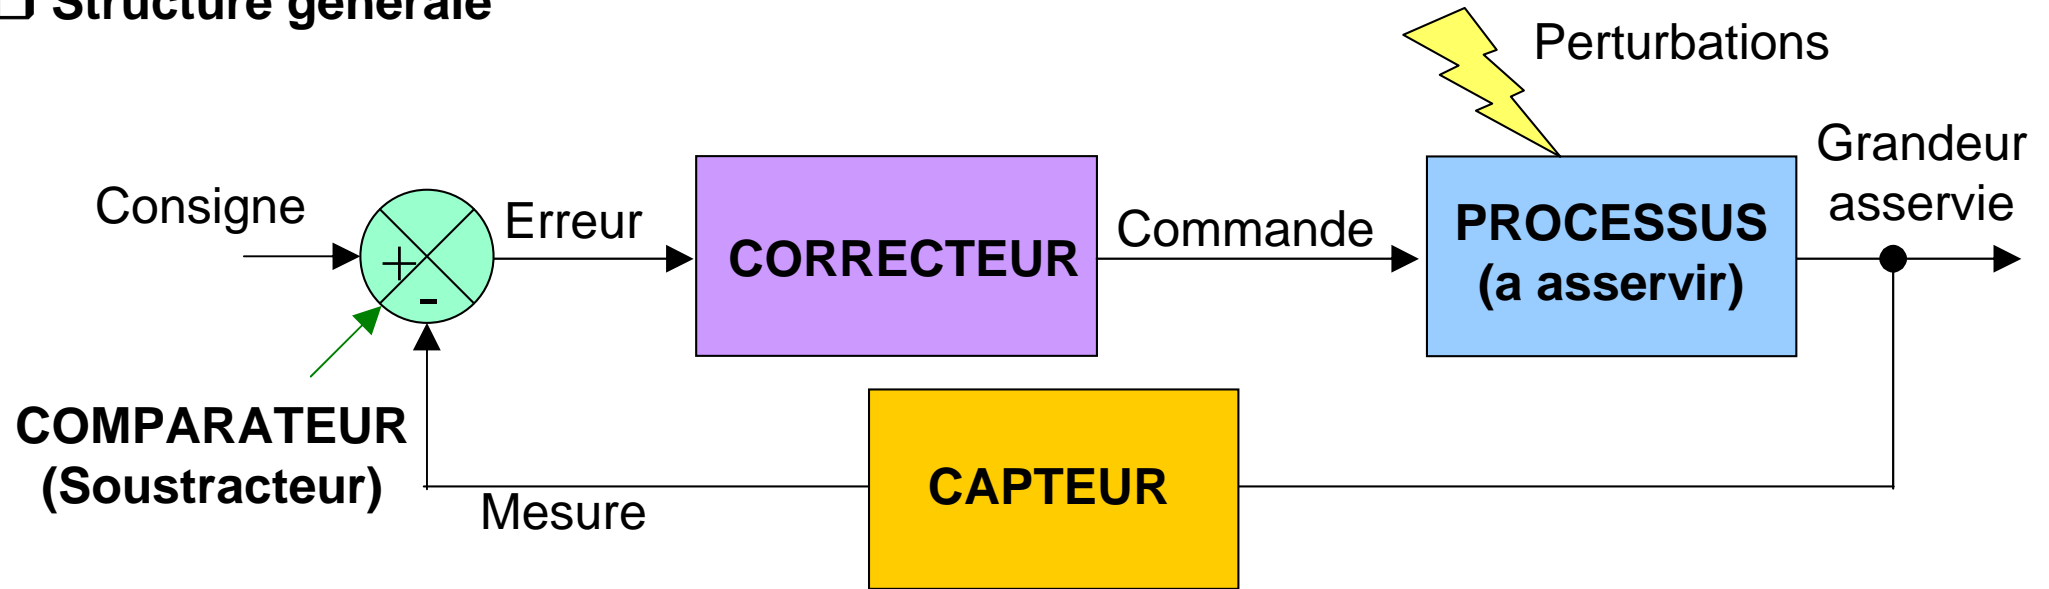 ❑ Structure générale
Perturbations
Grandeur
asservie
Consigne
Erreur
CORRECTEUR
Commande
PROCESSUS
(a asservir)
+
-
COMPARATEUR
(Soustracteur)
Mesure
CAPTEUR